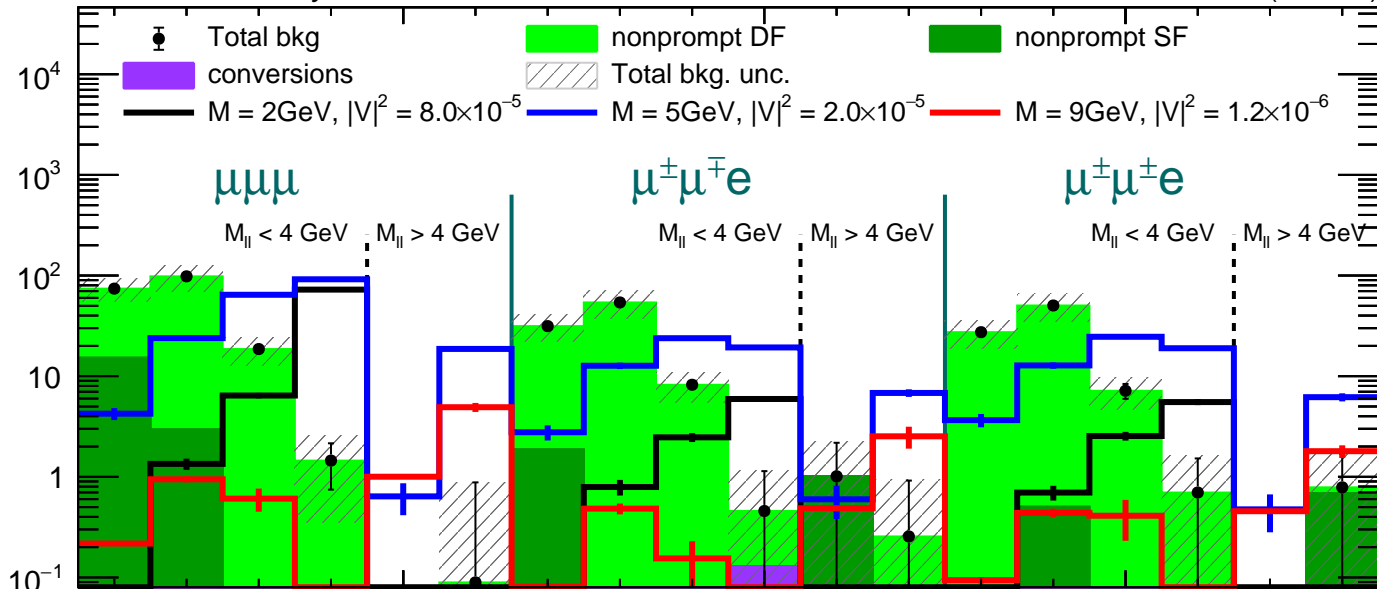 Total bkg nonprompt DF nonprompt SF
conversions Total bkg. unc.
M = 2GeV, |V|² = 8.0×10⁻⁵ M = 5GeV, |V|² = 2.0×10⁻⁵ M = 9GeV, |V|² = 1.2×10⁻⁶
10⁴
10³
10²
10
1
10⁻¹
μμμ μ±μ∓e μ±μ±e
M_ll < 4 GeV M_ll > 4 GeV M_ll < 4 GeV M_ll > 4 GeV M_ll < 4 GeV M_ll > 4 GeV